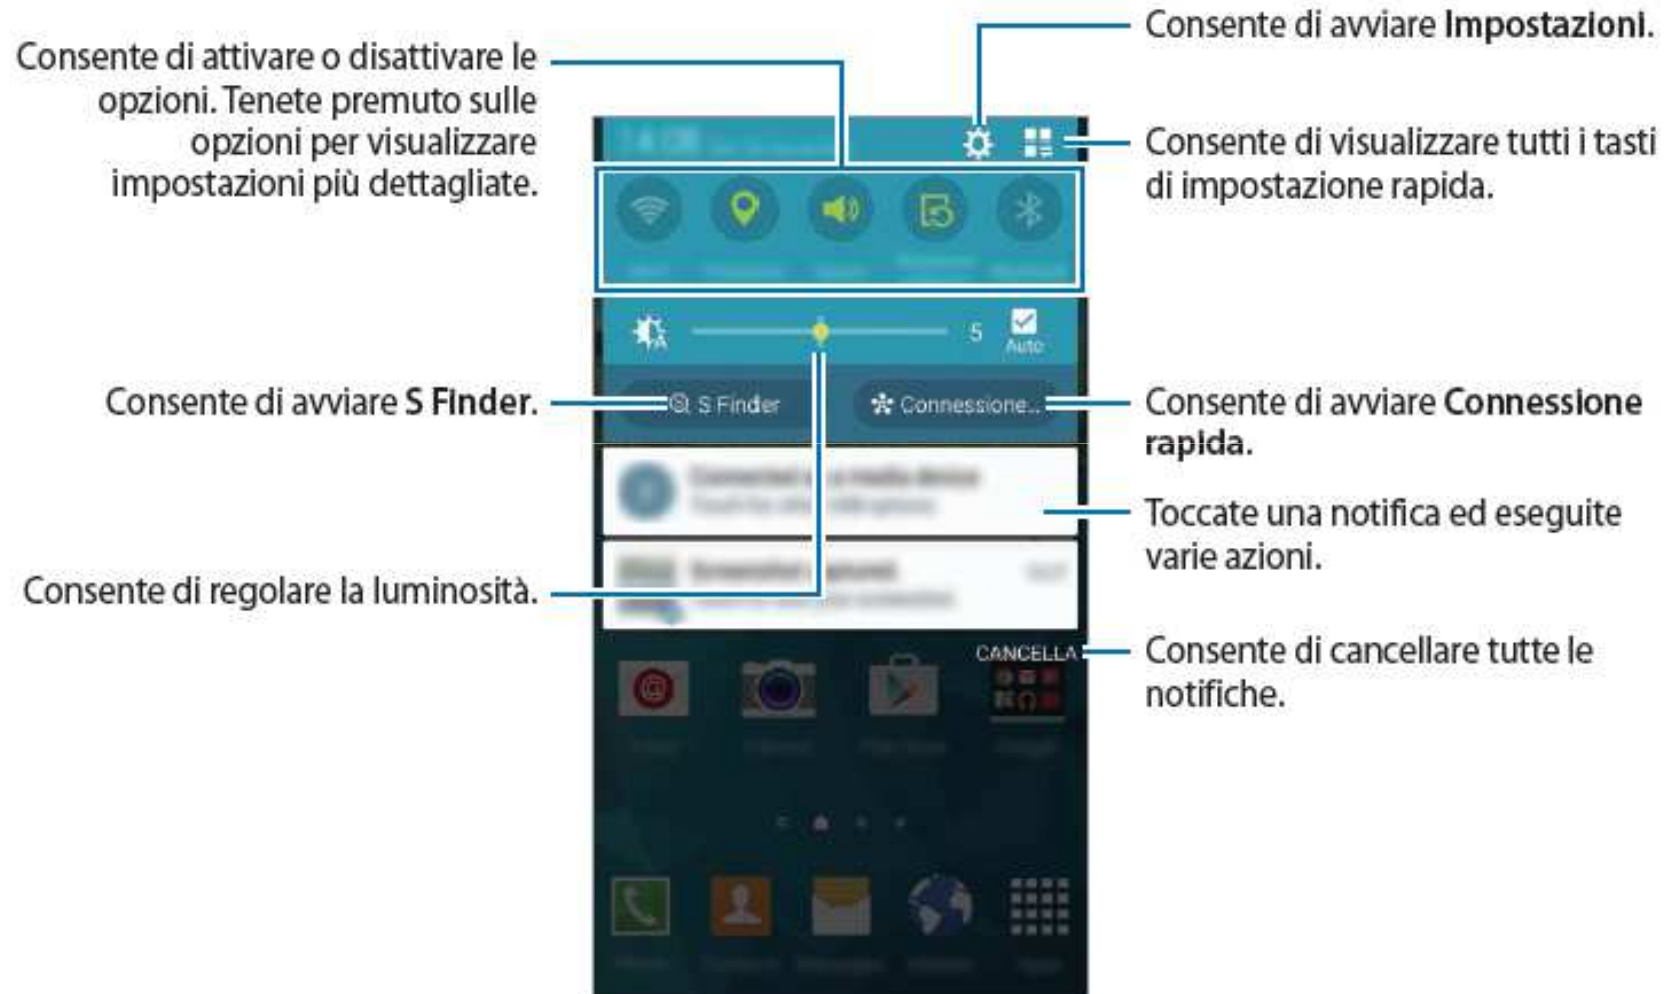 Consente di attivare o disattivare le
opzioni. Tenete premuto sulle
opzioni per visualizzare
impostazioni più dettagliate.
Consente di avviare Impostazioni.
Consente di visualizzare tutti i tasti
di impostazione rapida.
5
Auto
Consente di avviare S Finder.
S Finder
Connessione...
Consente di avviare Connessione
rapida.
Toccate una notifica ed eseguite
varie azioni.
Consente di regolare la luminosità.
CANCELLA
Consente di cancellare tutte le
notifiche.